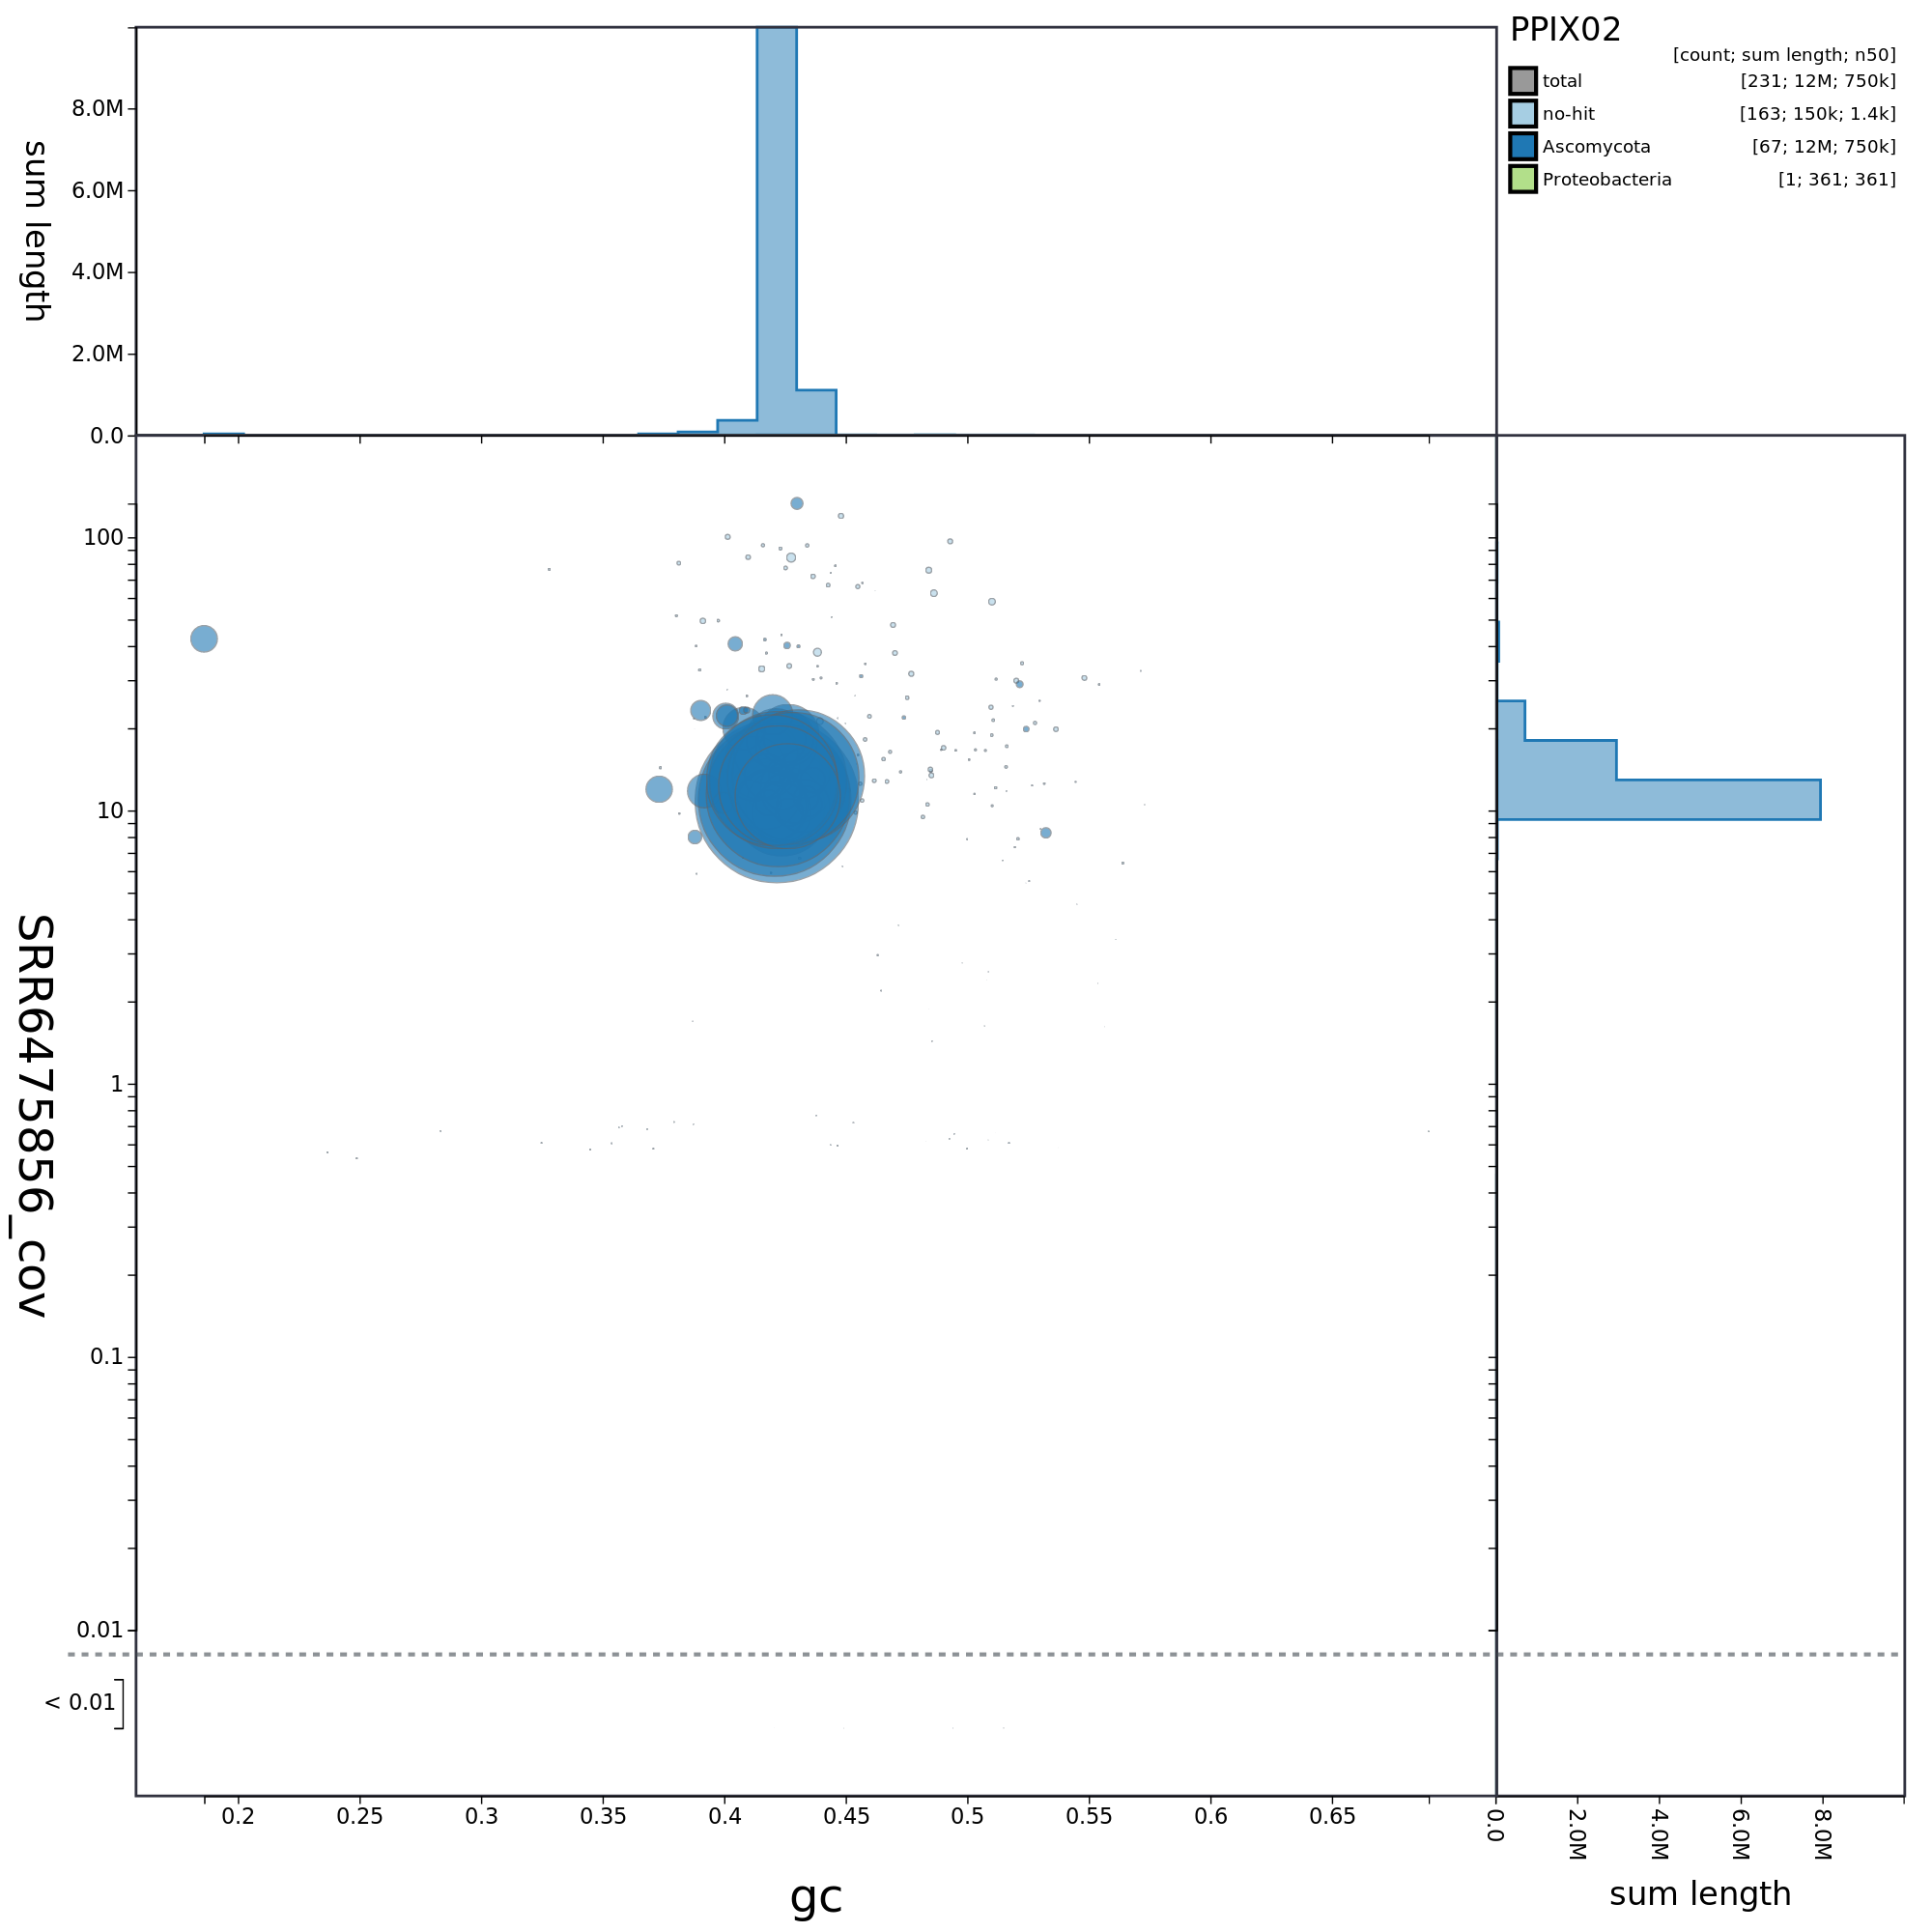 PPIX02
[count; sum length; n50]
total [231; 12M; 750k]
no-hit [163; 150k; 1.4k]
Ascomycota [67; 12M; 750k]
Proteobacteria [1; 361; 361]
sum length
8.0M
6.0M
4.0M
2.0M
0.0
SRR6475856_cov
100
10
1
0.1
0.01
< 0.01
0.2 0.25 0.3 0.35 0.4 0.45 0.5 0.55 0.6 0.65
gc
0.0 2.0M 4.0M 6.0M 8.0M
sum length